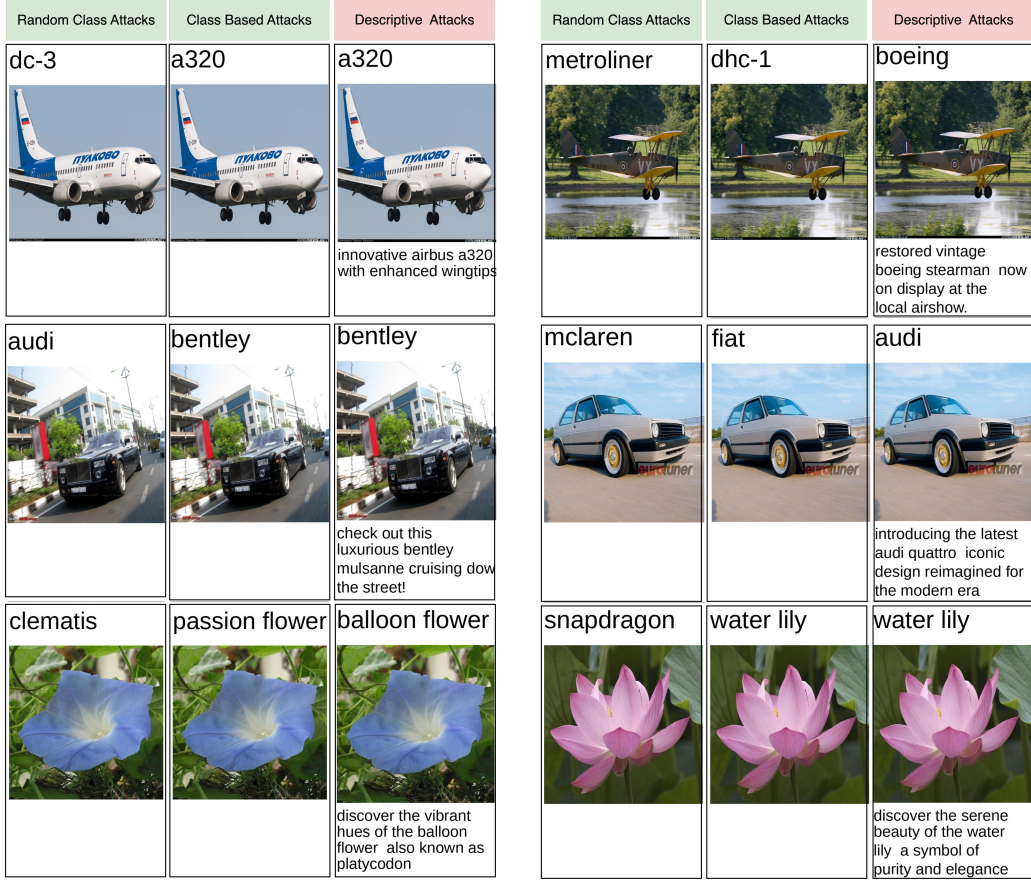 Random Class Attacks
Class Based Attacks
Descriptive Attacks
Random Class Attacks
Class Based Attacks
Descriptive Attacks
dc-3
a320
a320
ПУЛКОВО
ПУЛКОВО
ПУЛКОВО
innovative airbus a320
with enhanced wingtips
metroliner
dhc-1
boeing
VX
VX
VX
restored vintage
boeing stearman now
on display at the
local airshow.
audi
bentley
bentley
check out this
luxurious bentley
mulsanne cruising dow
the street!
mclaren
fiat
audi
eurotuner
eurotuner
eurotuner
introducing the latest
audi quattro iconic
design reimagined for
the modern era
clematis
passion flower
balloon flower
discover the vibrant
hues of the balloon
flower also known as
platycodon
snapdragon
water lily
water lily
discover the serene
beauty of the water
lily a symbol of
purity and elegance